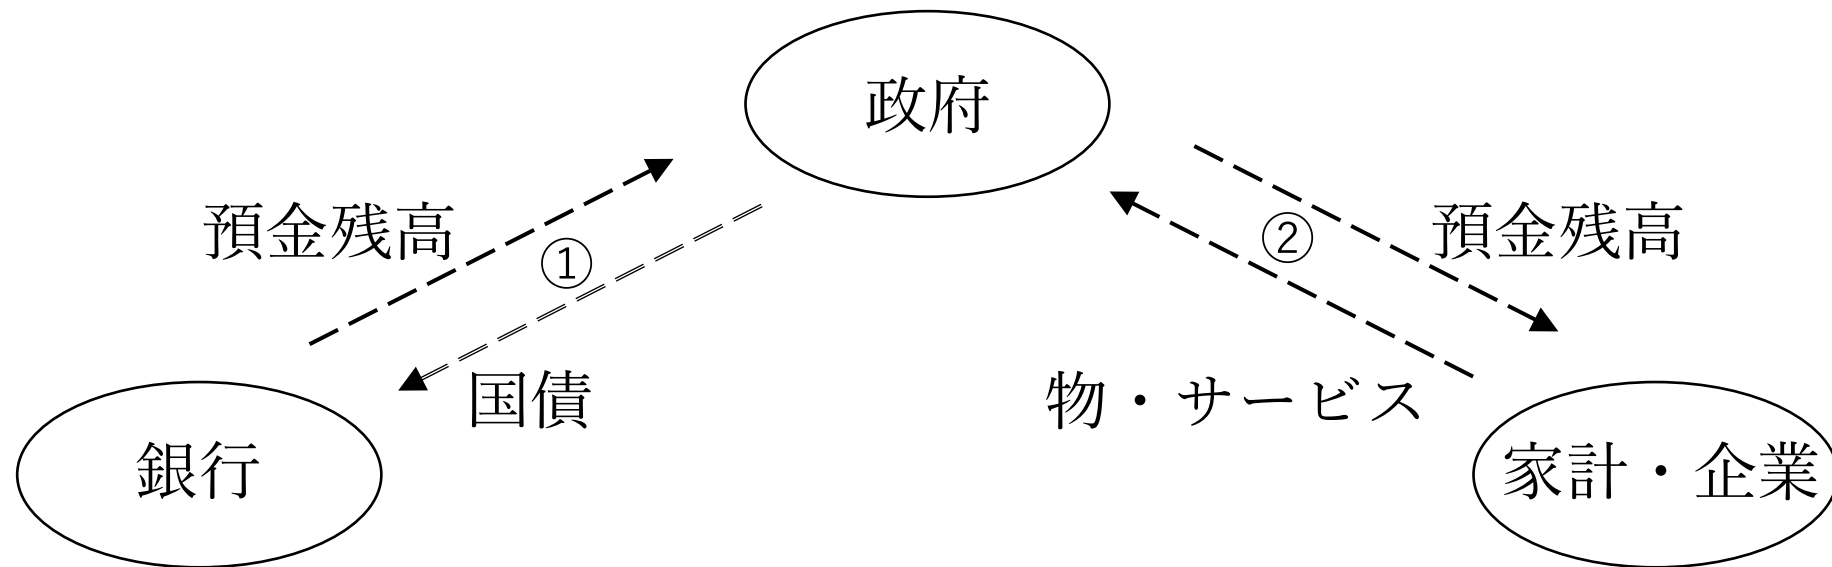 政府
預金残高
①
国債
銀行
預金残高
②
物・サービス
家計・企業